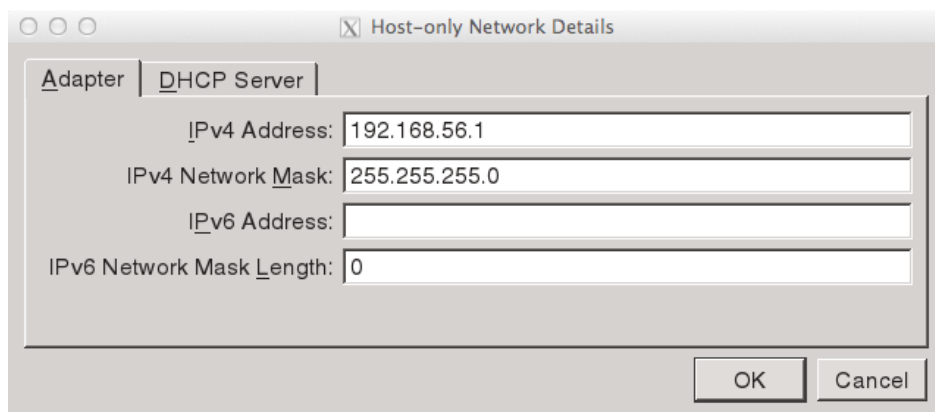 Host-only Network Details
Adapter DHCP Server
IPv4 Address: 192.168.56.1
IPv4 Network Mask: 255.255.255.0
IPv6 Address:
IPv6 Network Mask Length: 0
OK Cancel